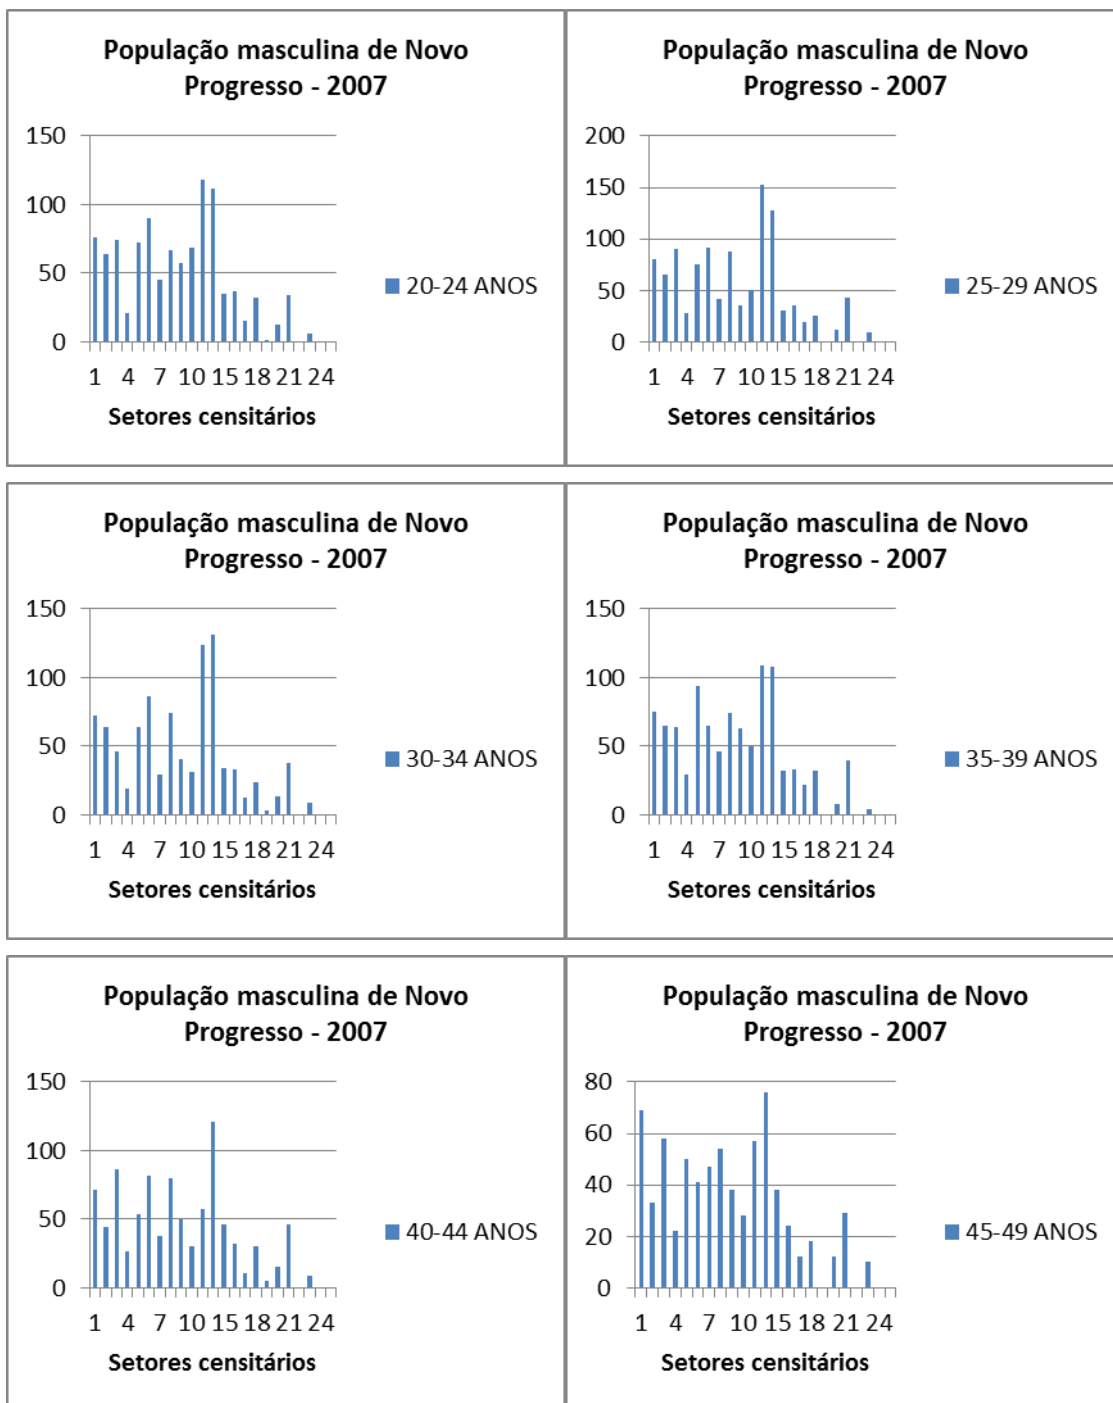 População masculina de Novo
Progresso - 2007
150
100
50
0
1 4 7 10 15 18 21 24
Setores censitários
20-24 ANOS
População masculina de Novo
Progresso - 2007
200
150
100
50
0
1 4 7 10 15 18 21 24
Setores censitários
25-29 ANOS
População masculina de Novo
Progresso - 2007
150
100
50
0
1 4 7 10 15 18 21 24
Setores censitários
30-34 ANOS
População masculina de Novo
Progresso - 2007
150
100
50
0
1 4 7 10 15 18 21 24
Setores censitários
35-39 ANOS
População masculina de Novo
Progresso - 2007
150
100
50
0
1 4 7 10 15 18 21 24
Setores censitários
40-44 ANOS
População masculina de Novo
Progresso - 2007
80
60
40
20
0
1 4 7 10 15 18 21 24
Setores censitários
45-49 ANOS